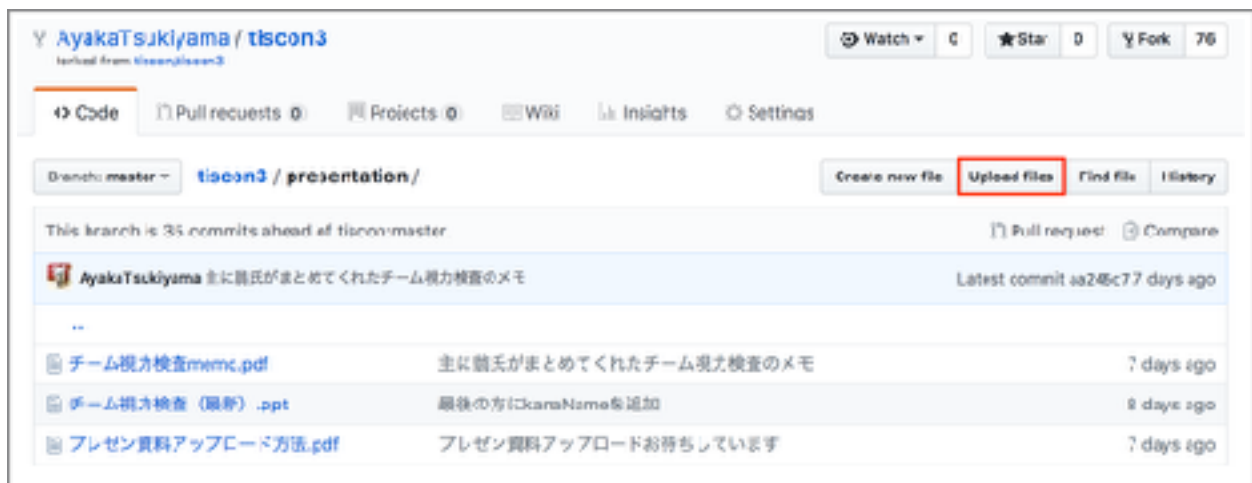 AyakaTsukiyama / tiscon3
forked from tiscon/tiscon3
Watch 0 Star 0 Fork 76
Code Pull requests 0 Projects 0 Wiki Insights Settings
Branch: master tiscon3 / presentation / Create new file Upload files Find file History
This branch is 35 commits ahead of tiscon:master Pull request Compare
AyakaTsukiyama 主に翁氏がまとめてくれたチーム視力検査のメモ Latest commit 7 days ago
..
チーム視力検査memo.pdf 主に翁氏がまとめてくれたチーム視力検査のメモ 7 days ago
チーム視力検査（最新）.ppt 最後の方にkanaNameを追加 8 days ago
プレゼン資料アップロード方法.pdf プレゼン資料アップロードお待ちしています 7 days ago